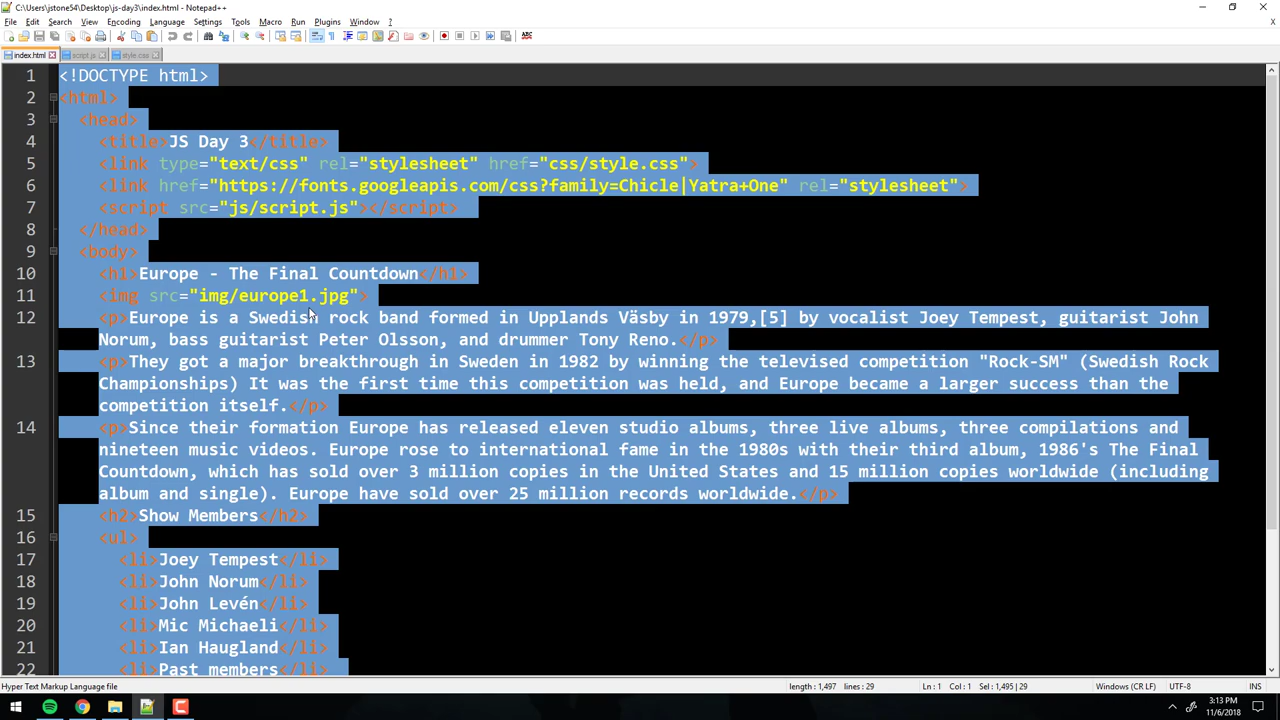 C:\Users\jstone54\Desktop\js-day3\index.html - Notepad++
File Edit Search View Encoding Language Settings Tools Macro Run Plugins Window ? X
index.html script.js style.css
1 <!DOCTYPE html>
2 <html>
3 <head>
4 <title>JS Day 3</title>
5 <link type="text/css" rel="stylesheet" href="css/style.css">
6 <link href="https://fonts.googleapis.com/css?family=Chicle|Yatra+One" rel="stylesheet">
7 <script src="js/script.js"></script>
8 </head>
9 <body>
10 <h1>Europe - The Final Countdown</h1>
11 <img src="img/europe1.jpg">
12 <p>Europe is a Swedish rock band formed in Upplands Väsby in 1979,[5] by vocalist Joey Tempest, guitarist John
Norum, bass guitarist Peter Olsson, and drummer Tony Reno.</p>
13 <p>They got a major breakthrough in Sweden in 1982 by winning the televised competition "Rock-SM" (Swedish Rock
Championships) It was the first time this competition was held, and Europe became a larger success than the
competition itself.</p>
14 <p>Since their formation Europe has released eleven studio albums, three live albums, three compilations and
nineteen music videos. Europe rose to international fame in the 1980s with their third album, 1986's The Final
Countdown, which has sold over 3 million copies in the United States and 15 million copies worldwide (including
album and single). Europe have sold over 25 million records worldwide.</p>
15 <h2>Show Members</h2>
16 <ul>
17 <li>Joey Tempest</li>
18 <li>John Norum</li>
19 <li>John Levén</li>
20 <li>Mic Michaeli</li>
21 <li>Ian Haugland</li>
22 <li>Past members</li>
Hyper Text Markup Language file length : 1,497 lines : 29 Ln : 1 Col : 1 Sel : 1,495 | 29 Windows (CR LF) UTF-8 INS
3:13 PM
11/6/2018